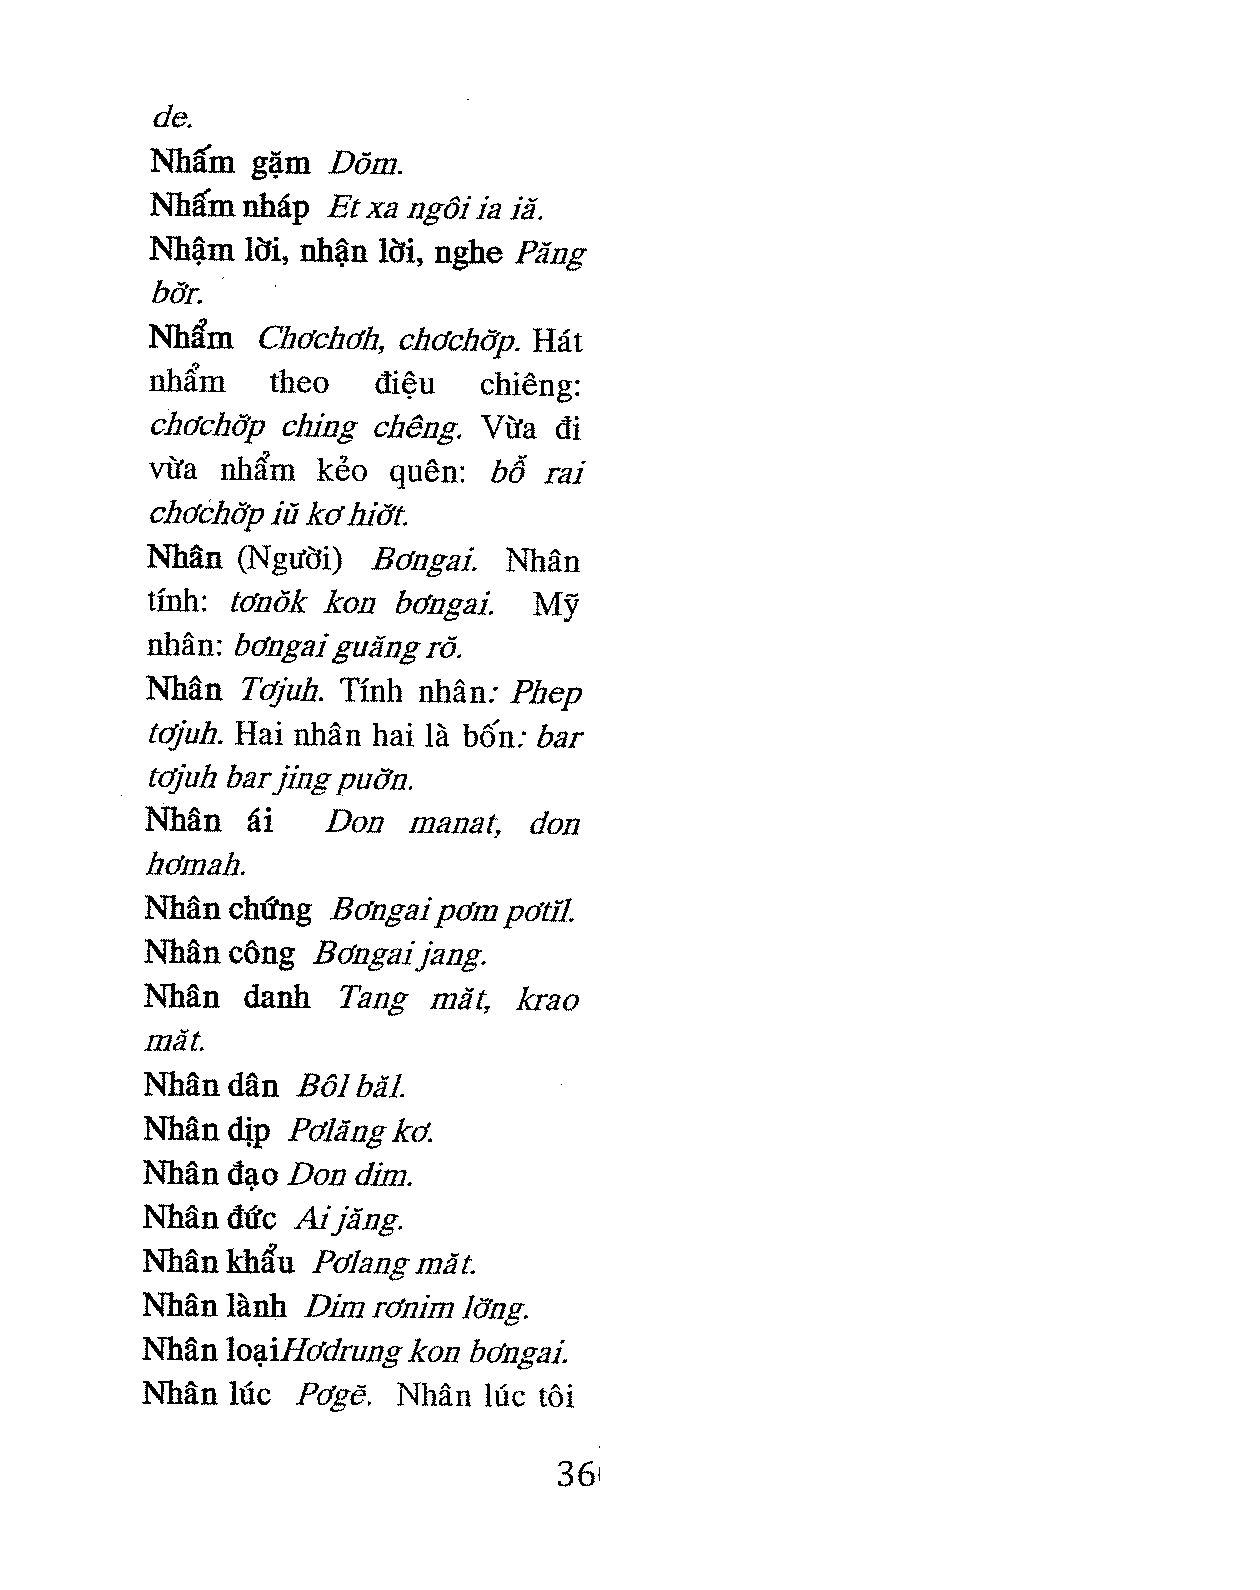 de.
Nhấm gặm Dŏm.
Nhấm nháp Et xa ngôi ia iă.
Nhậm lời, nhận lời, nghe Păng
bơ̆r.
Nhẩm Chơchơh, chơchơ̆p. Hát
nhẩm theo điệu chiêng:
chơchơ̆p ching chêng. Vừa đi
vừa nhẩm kẻo quên: bô̆ rai
chơchơ̆p iŭ kơ hiơ̆t.
Nhân (Người) Bơngai. Nhân
tính: tơnŏk kon bơngai. Mỹ
nhân: bơngai guăng rŏ.
Nhân Tơjuh. Tính nhân: Phep
tơjuh. Hai nhân hai là bốn: bar
tơjuh bar jing puơ̆n.
Nhân ái Don manat, don
hơmah.
Nhân chứng Bơngai pơm pơtĭl.
Nhân công Bơngai jang.
Nhân danh Tang măt, krao
măt.
Nhân dân Bôl băl.
Nhân dịp Pơlăng kơ.
Nhân đạo Don dim.
Nhân đức Ai jăng.
Nhân khẩu Pơlang măt.
Nhân lành Dim rơnim lơ̆ng.
Nhân loạiHơdrung kon bơngai.
Nhân lúc Pơgĕ. Nhân lúc tôi
36